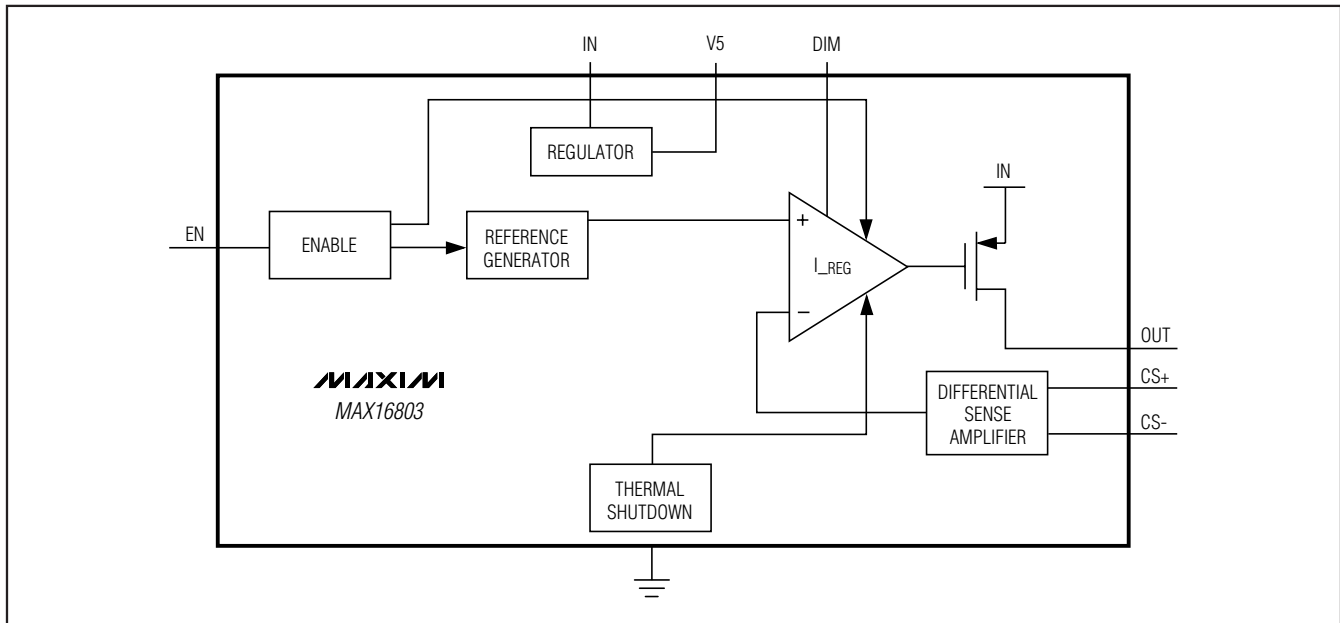 IN
V5
DIM
REGULATOR
IN
EN
ENABLE
REFERENCE
GENERATOR
+
I_REG
−
OUT
CS+
CS-
DIFFERENTIAL
SENSE
AMPLIFIER
MAXIM
MAX16803
THERMAL
SHUTDOWN